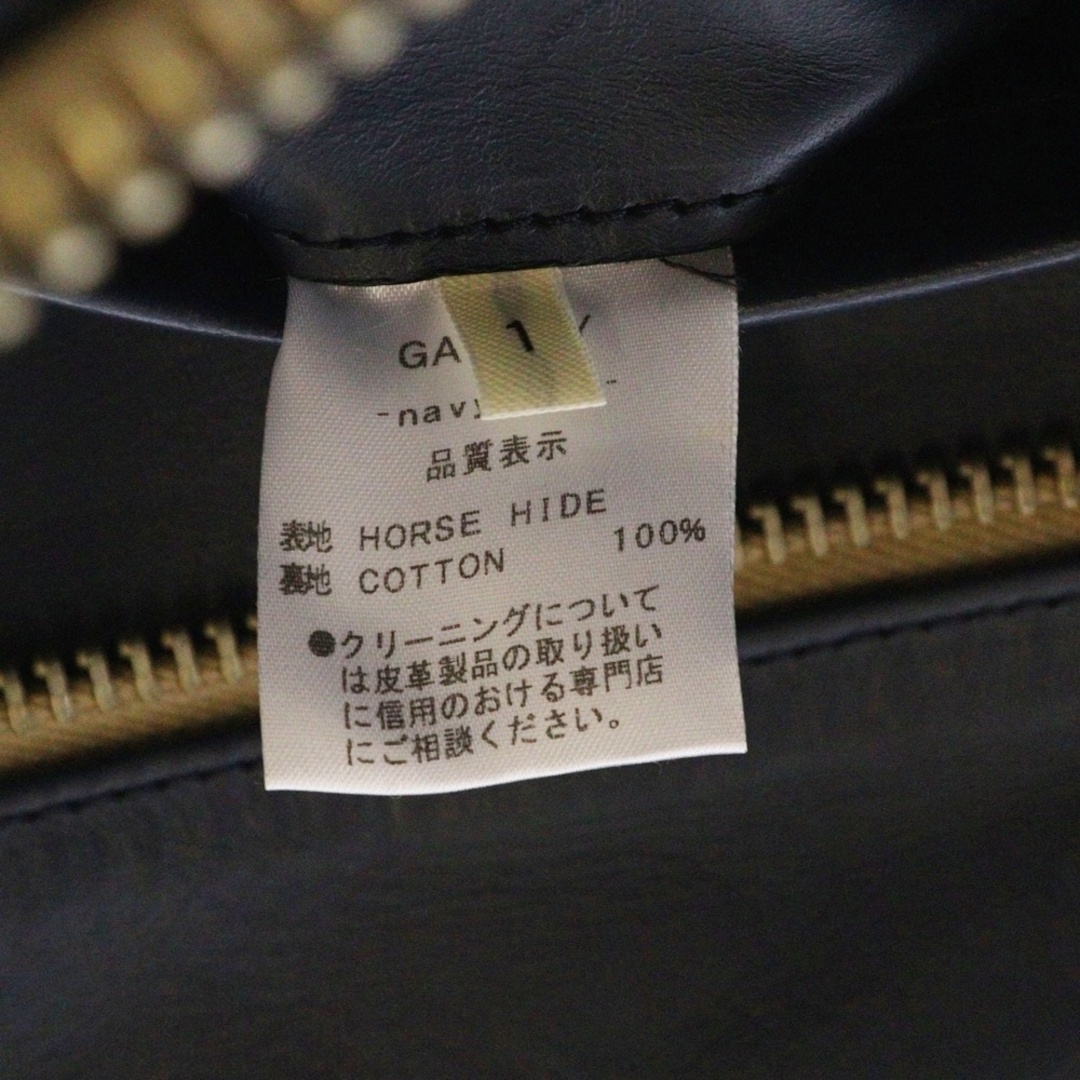 1
品質表示
表地 HORSE HIDE
裏地 COTTON 100%
●クリーニングについて
は皮革製品の取り扱い
に信用のおける専門店
にご相談ください。